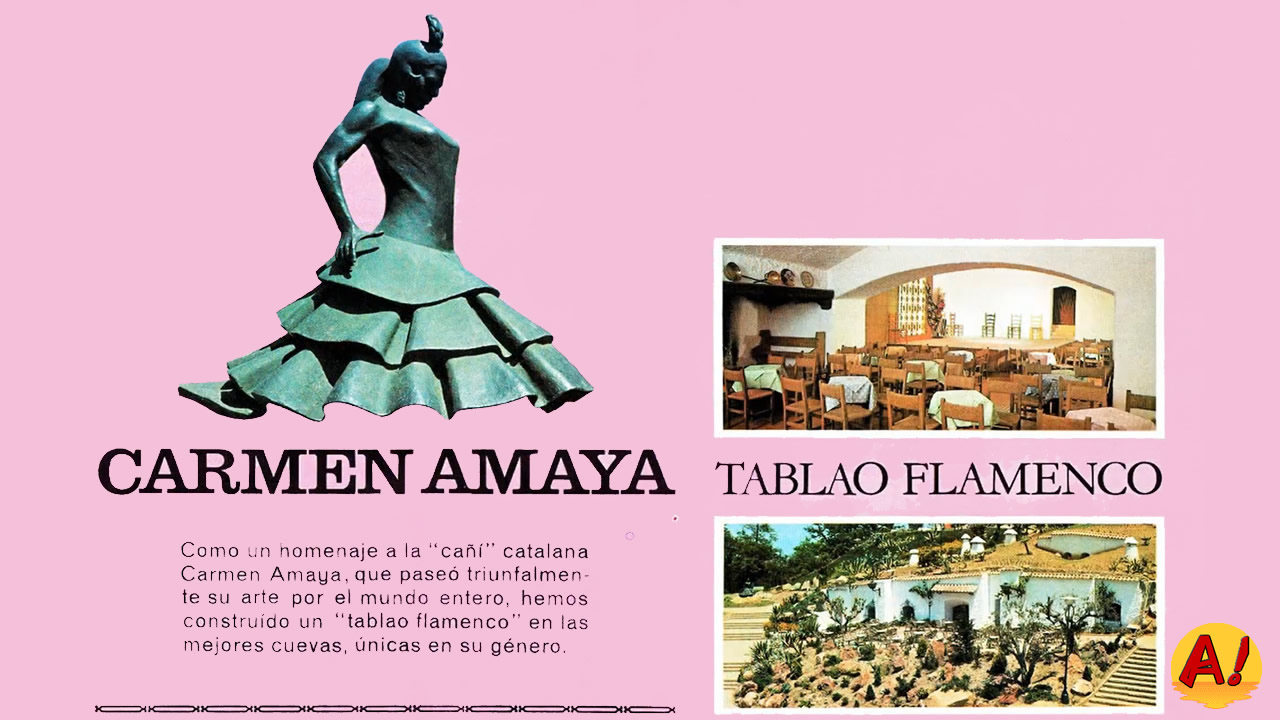 CARMEN AMAYA
Como un homenaje a la “cañí” catalana
Carmen Amaya, que paseó triunfalmen-
te su arte por el mundo entero, hemos
construído un “tablao flamenco” en las
mejores cuevas, únicas en su género.
TABLAO FLAMENCO
A!